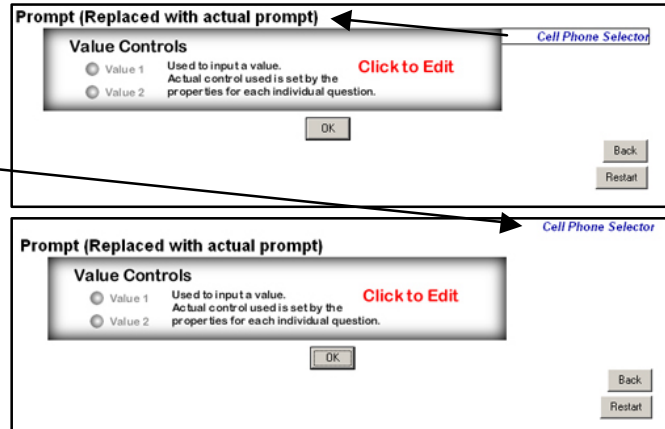 Prompt (Replaced with actual prompt)
Cell Phone Selector
Value Controls
Value 1
Value 2
Used to input a value.
Actual control used is set by the
properties for each individual question.
Click to Edit
OK
Back
Restart
Cell Phone Selector
Prompt (Replaced with actual prompt)
Value Controls
Value 1
Value 2
Used to input a value.
Actual control used is set by the
properties for each individual question.
Click to Edit
OK
Back
Restart